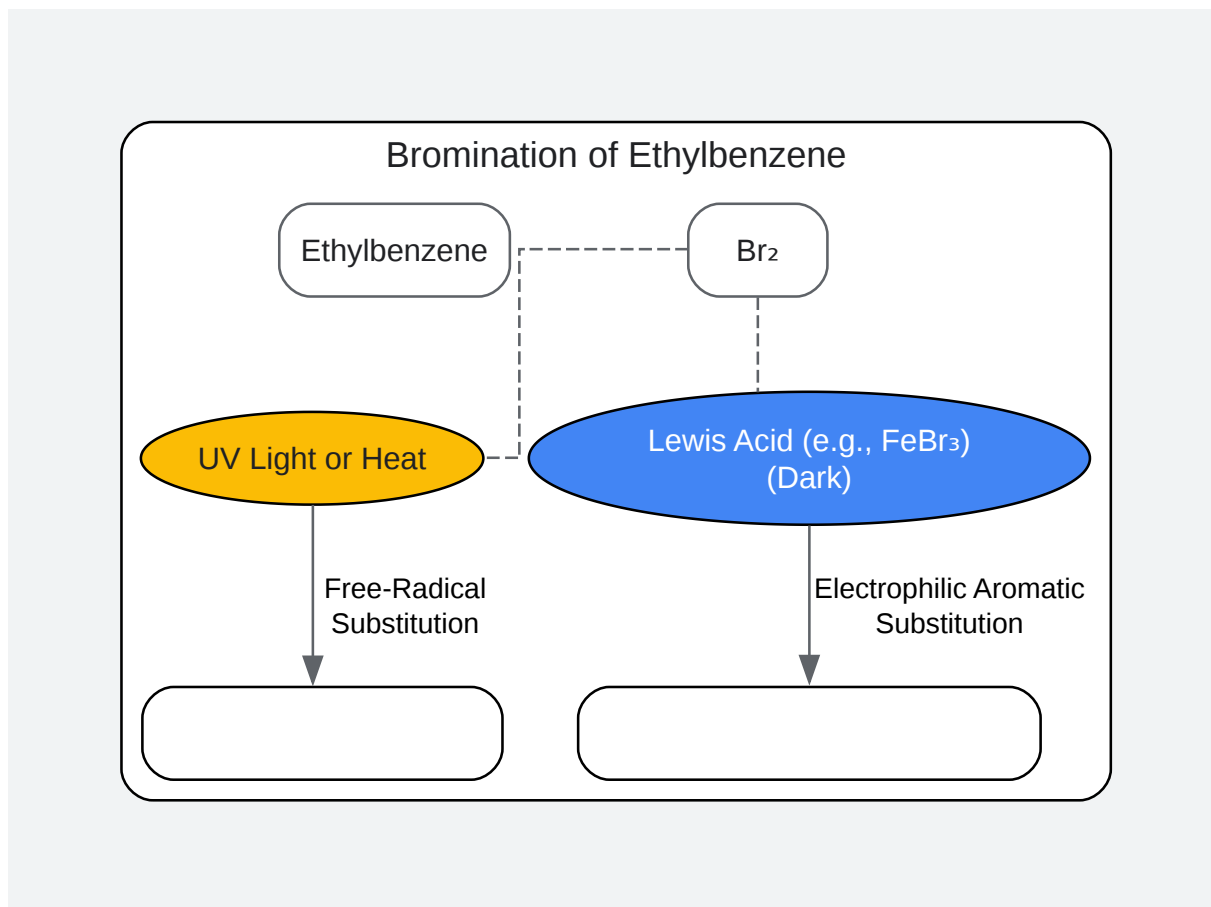 Bromination of Ethylbenzene
Ethylbenzene
Br₂
UV Light or Heat
Lewis Acid (e.g., FeBr₃)
(Dark)
Free-Radical
Substitution
Electrophilic Aromatic
Substitution